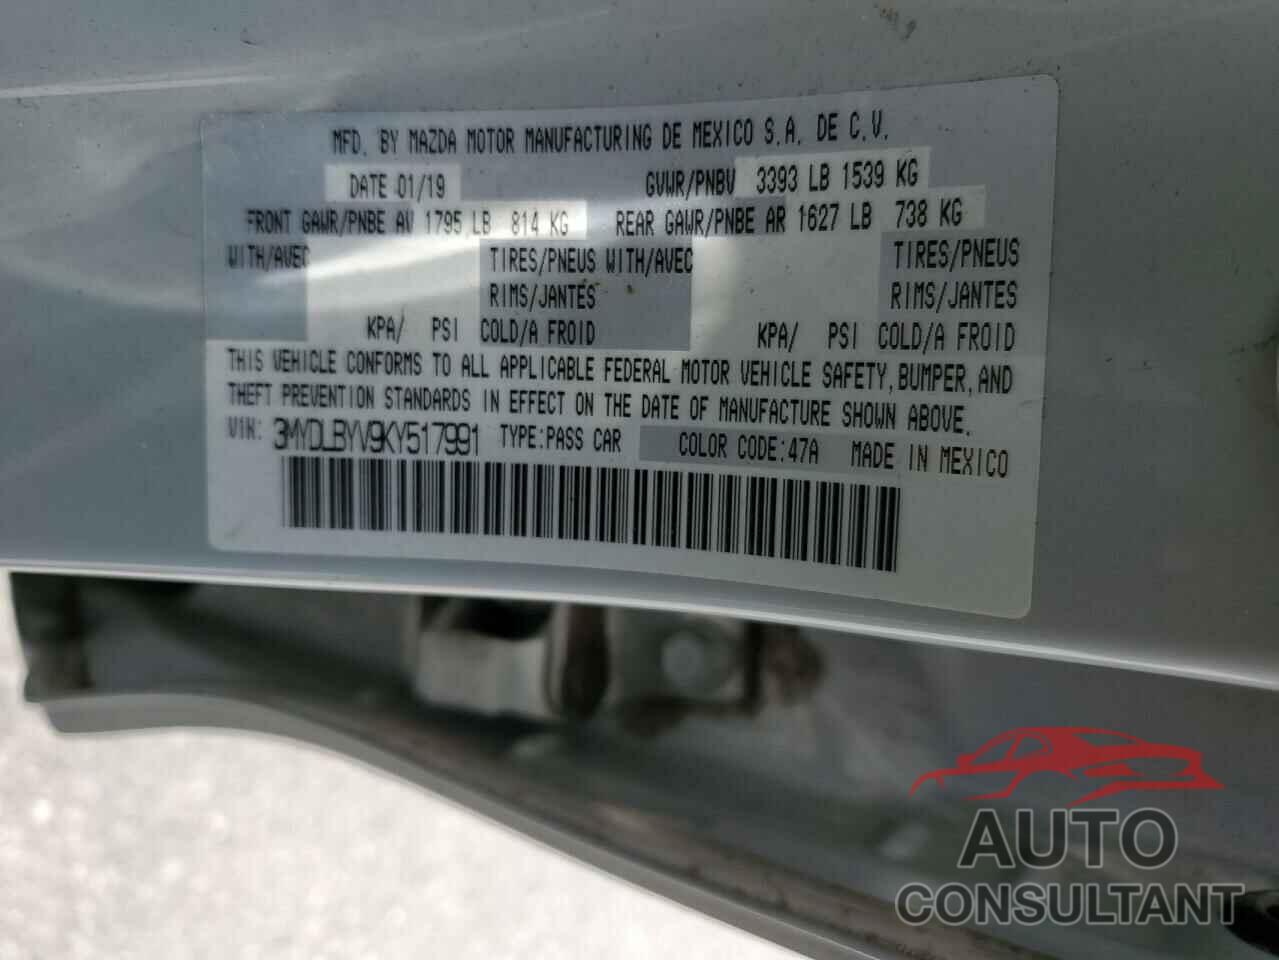 MFD. BY MAZDA MOTOR MANUFACTURING DE MEXICO S.A. DE C.V.
DATE 01/19 GVWR/PNBV 3393 LB 1539 KG
FRONT GAWR/PNBE AV 1795 LB 814 KG REAR GAWR/PNBE AR 1627 LB 738 KG
WITH/AVEC TIRES/PNEUS WITH/AVEC TIRES/PNEUS
RIMS/JANTES RIMS/JANTES
KPA/ PSI COLD/A FROID KPA/ PSI COLD/A FROID
THIS VEHICLE CONFORMS TO ALL APPLICABLE FEDERAL MOTOR VEHICLE SAFETY, BUMPER, AND
THEFT PREVENTION STANDARDS IN EFFECT ON THE DATE OF MANUFACTURE SHOWN ABOVE.
VIN: 3MYDLBYV9KY517991 TYPE:PASS CAR COLOR CODE:47A MADE IN MEXICO
AUTO
CONSULTANT